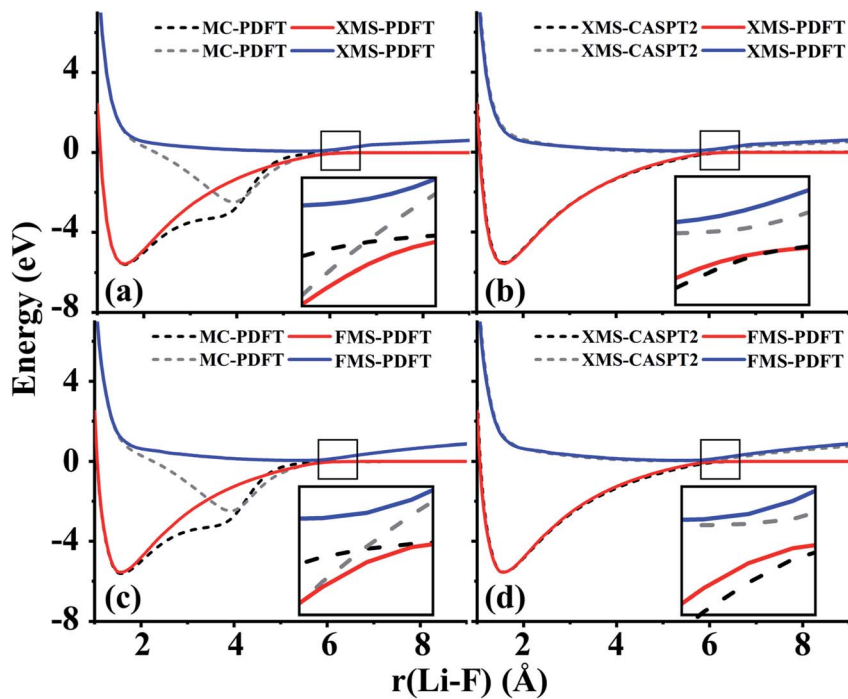 MC-PDFT XMS-PDFT
MC-PDFT XMS-PDFT
XMS-CASPT2 XMS-PDFT
XMS-CASPT2 XMS-PDFT
4
0
-4
-8
(a)
(b)
MC-PDFT FMS-PDFT
MC-PDFT FMS-PDFT
XMS-CASPT2 FMS-PDFT
XMS-CASPT2 FMS-PDFT
4
0
-4
-8
(c)
(d)
2 4 6 8 2 4 6 8
Energy (eV)
r(Li-F) (Å)